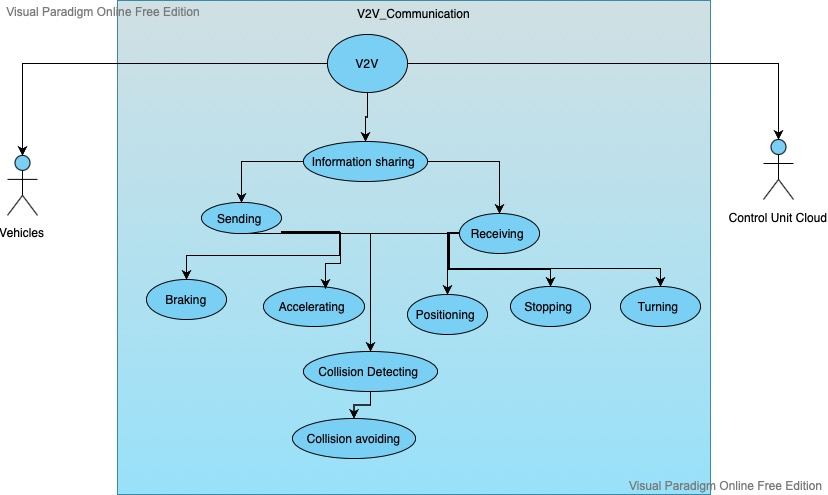 Visual Paradigm Online Free Edition
V2V_Communication
V2V
Information sharing
Vehicles
Control Unit Cloud
Sending
Receiving
Braking
Accelerating
Positioning
Stopping
Turning
Collision Detecting
Collision avoiding
Visual Paradigm Online Free Edition